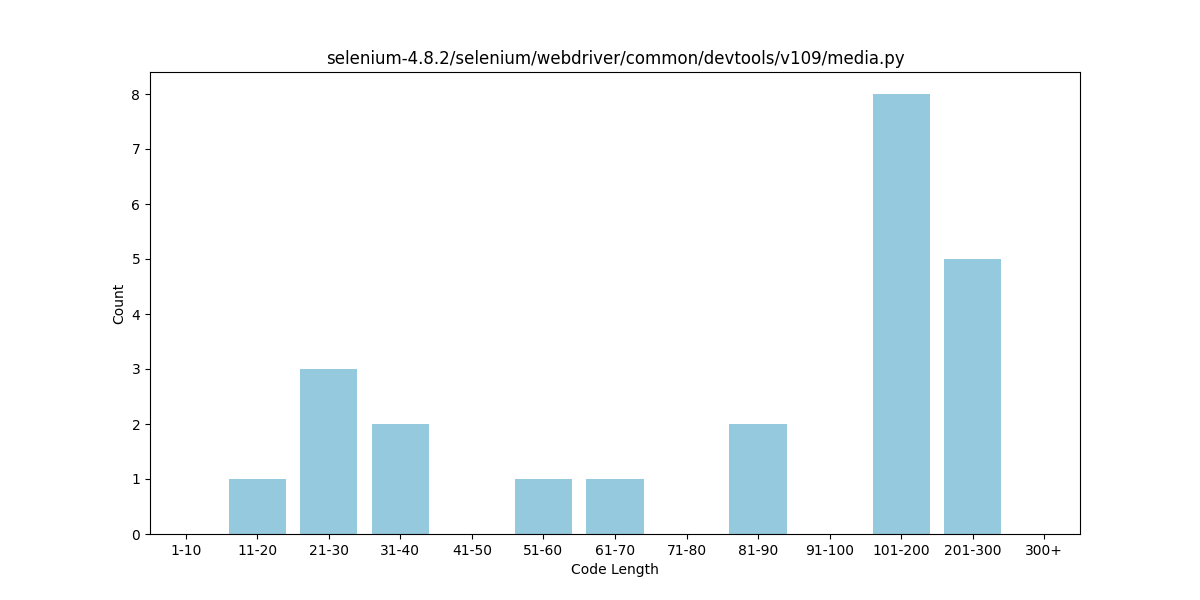 selenium-4.8.2/selenium/webdriver/common/devtools/v109/media.py
8
7
6
5
4
3
2
1
0
Count
1-10 11-20 21-30 31-40 41-50 51-60 61-70 71-80 81-90 91-100 101-200 201-300 300+
Code Length